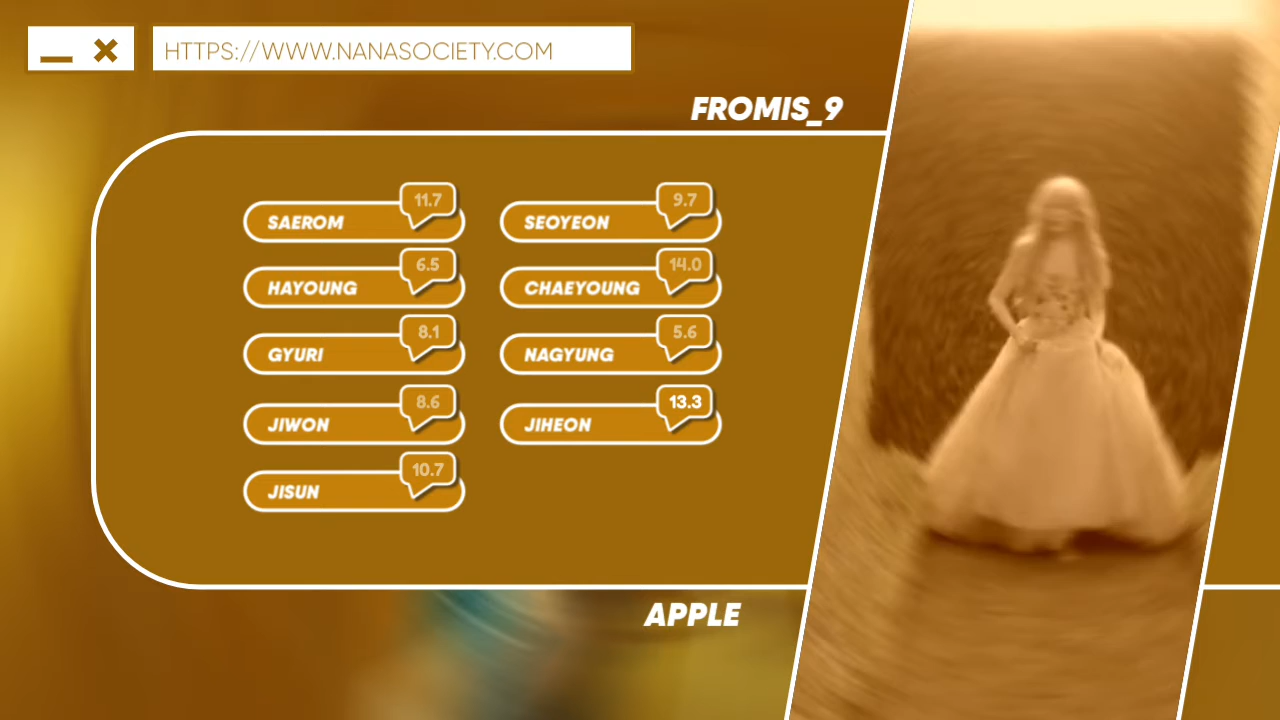 HTTPS://WWW.NANASOCIETY.COM
FROMIS_9
SAEROM 11.7
SEOYEON 9.7
HAYOUNG 6.5
CHAEYOUNG 14.0
GYURI 8.1
NAGYUNG 5.6
JIWON 8.6
JIHEON 13.3
JISUN 10.7
APPLE